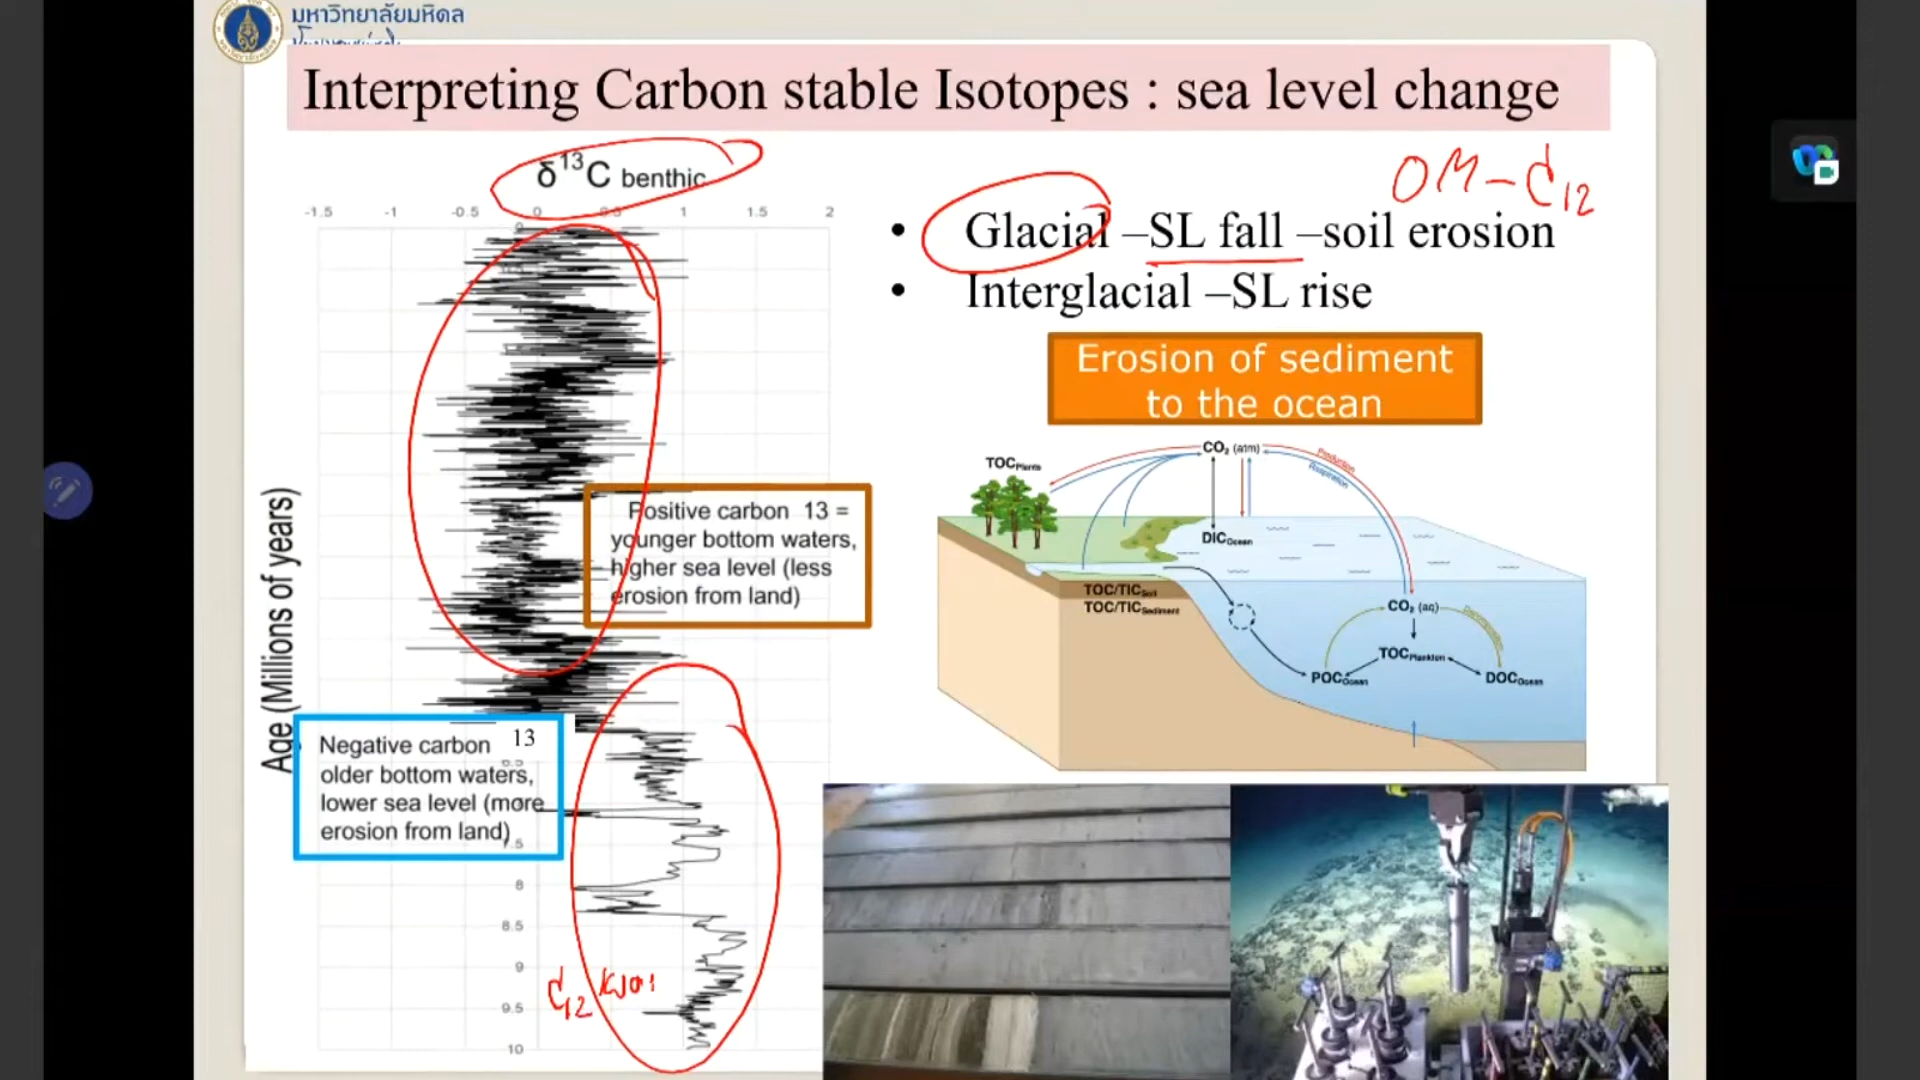 มหาวิทยาลัยมหิดล
Interpreting Carbon stable Isotopes : sea level change
δ¹³C benthic
-1.5 -1 -0.5 0 0.5 1 1.5 2
OM – C12
• Glacial –SL fall –soil erosion
• Interglacial –SL rise
Erosion of sediment
to the ocean
Age (Millions of years)
Positive carbon 13 =
younger bottom waters,
higher sea level (less
erosion from land)
Negative carbon 13
older bottom waters,
lower sea level (more
erosion from land)
8
8.5
9
9.5
10
C12
CO₂ (atm)
Production
Respiration
TOC Plants
DIC Ocean
TOC/TIC Soil
TOC/TIC Sediment
CO₂ (aq)
TOC Plankton
POC Ocean
DOC Ocean